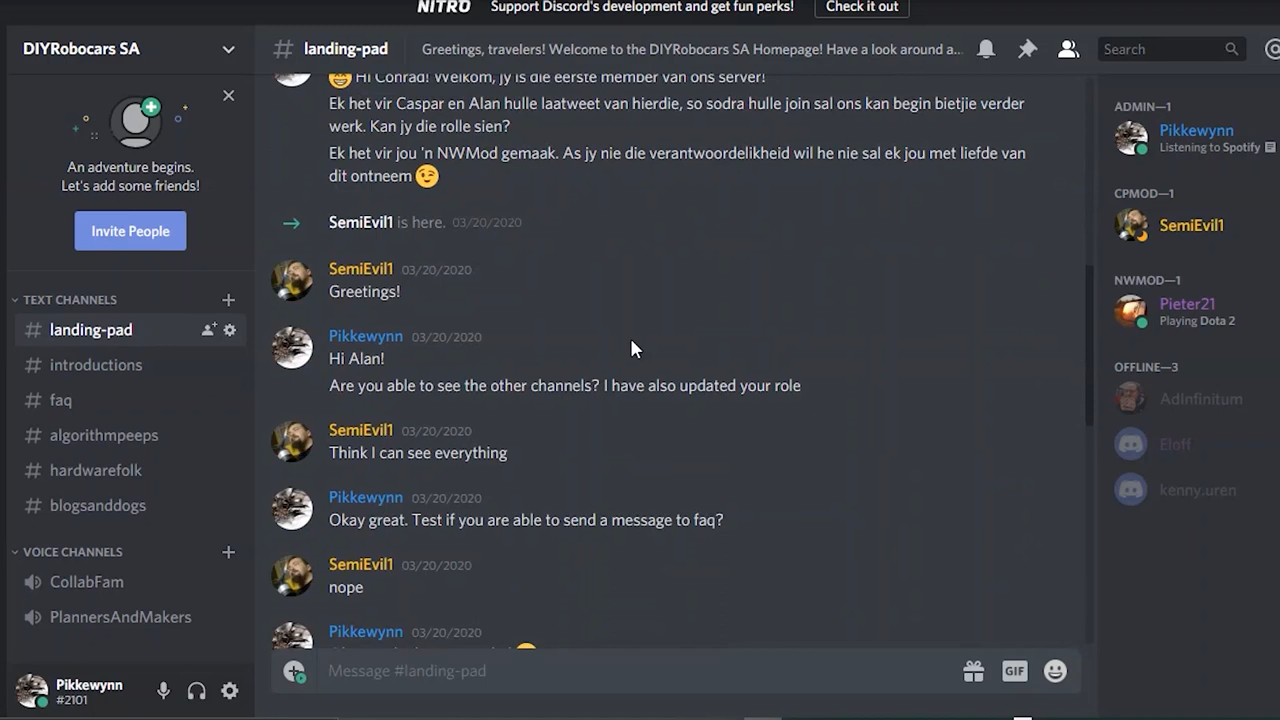 NITRO Support Discord's development and get fun perks! Check it out
DIYRobocars SA
# landing-pad Greetings, travelers! Welcome to the DIYRobocars SA Homepage! Have a look around a...
Search
An adventure begins.
Let's add some friends!
Invite People
TEXT CHANNELS
# landing-pad
# introductions
# faq
# algorithmpeeps
# hardwarefolk
# blogsanddogs
VOICE CHANNELS
CollabFam
PlannersAndMakers
Pikkewynn
#2101
Hi Conrad! Welkom, jy is die eerste member van ons server!
Ek het vir Caspar en Alan hulle laatweet van hierdie, so sodra hulle join sal ons kan begin bietjie verder
werk. Kan jy die rolle sien?
Ek het vir jou 'n NWMod gemaak. As jy nie die verantwoordelikheid wil he nie sal ek jou met liefde van
dit ontneem 😉
SemiEvil1 is here. 03/20/2020
SemiEvil1 03/20/2020
Greetings!
Pikkewynn 03/20/2020
Hi Alan!
Are you able to see the other channels? I have also updated your role
SemiEvil1 03/20/2020
Think I can see everything
Pikkewynn 03/20/2020
Okay great. Test if you are able to send a message to faq?
SemiEvil1 03/20/2020
nope
Pikkewynn 03/20/2020
Message #landing-pad
GIF
ADMIN—1
Pikkewynn
Listening to Spotify
CPMOD—1
SemiEvil1
NWMOD—1
Pieter21
Playing Dota 2
OFFLINE—3
AdInfinitum
Eloff
kenny.uren